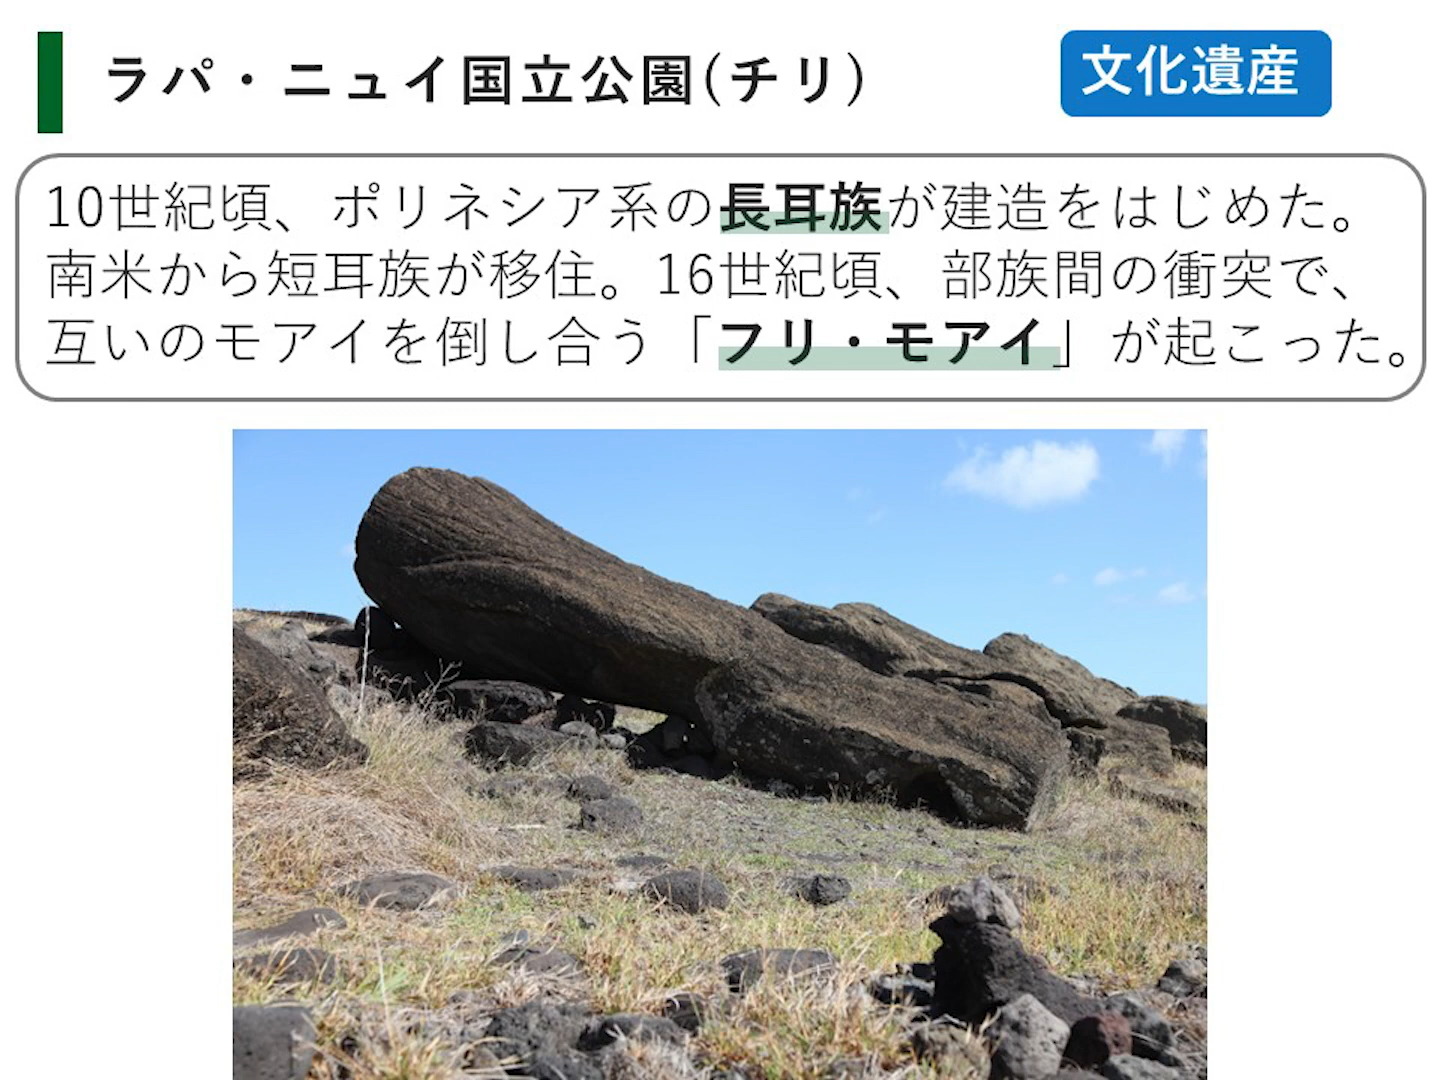 ラパ・ニュイ国立公園(チリ)
文化遺産
10世紀頃、ポリネシア系の長耳族が建造をはじめた。
南米から短耳族が移住。16世紀頃、部族間の衝突で、
互いのモアイを倒し合う「フリ・モアイ」が起こった。